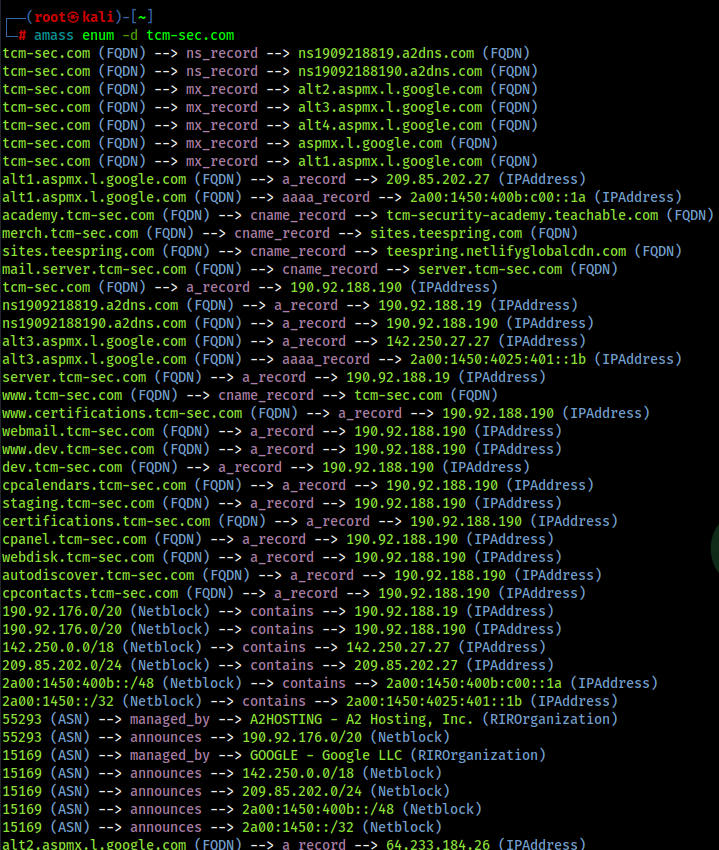 ┌──(root㉿kali)-[~]
└─# amass enum -d tcm-sec.com
tcm-sec.com (FQDN) --> ns_record --> ns1909218819.a2dns.com (FQDN)
tcm-sec.com (FQDN) --> ns_record --> ns19092188190.a2dns.com (FQDN)
tcm-sec.com (FQDN) --> mx_record --> alt2.aspmx.l.google.com (FQDN)
tcm-sec.com (FQDN) --> mx_record --> alt3.aspmx.l.google.com (FQDN)
tcm-sec.com (FQDN) --> mx_record --> alt4.aspmx.l.google.com (FQDN)
tcm-sec.com (FQDN) --> mx_record --> aspmx.l.google.com (FQDN)
tcm-sec.com (FQDN) --> mx_record --> alt1.aspmx.l.google.com (FQDN)
alt1.aspmx.l.google.com (FQDN) --> a_record --> 209.85.202.27 (IPAddress)
alt1.aspmx.l.google.com (FQDN) --> aaaa_record --> 2a00:1450:400b:c00::1a (IPAddress)
academy.tcm-sec.com (FQDN) --> cname_record --> tcm-security-academy.teachable.com (FQDN)
merch.tcm-sec.com (FQDN) --> cname_record --> sites.teespring.com (FQDN)
sites.teespring.com (FQDN) --> cname_record --> teespring.netlifyglobalcdn.com (FQDN)
mail.server.tcm-sec.com (FQDN) --> cname_record --> server.tcm-sec.com (FQDN)
tcm-sec.com (FQDN) --> a_record --> 190.92.188.190 (IPAddress)
ns1909218819.a2dns.com (FQDN) --> a_record --> 190.92.188.19 (IPAddress)
ns19092188190.a2dns.com (FQDN) --> a_record --> 190.92.188.190 (IPAddress)
alt3.aspmx.l.google.com (FQDN) --> a_record --> 142.250.27.27 (IPAddress)
alt3.aspmx.l.google.com (FQDN) --> aaaa_record --> 2a00:1450:4025:401::1b (IPAddress)
server.tcm-sec.com (FQDN) --> a_record --> 190.92.188.19 (IPAddress)
www.tcm-sec.com (FQDN) --> cname_record --> tcm-sec.com (FQDN)
www.certifications.tcm-sec.com (FQDN) --> a_record --> 190.92.188.190 (IPAddress)
webmail.tcm-sec.com (FQDN) --> a_record --> 190.92.188.190 (IPAddress)
www.dev.tcm-sec.com (FQDN) --> a_record --> 190.92.188.190 (IPAddress)
dev.tcm-sec.com (FQDN) --> a_record --> 190.92.188.190 (IPAddress)
cpcalendars.tcm-sec.com (FQDN) --> a_record --> 190.92.188.190 (IPAddress)
staging.tcm-sec.com (FQDN) --> a_record --> 190.92.188.190 (IPAddress)
certifications.tcm-sec.com (FQDN) --> a_record --> 190.92.188.190 (IPAddress)
cpanel.tcm-sec.com (FQDN) --> a_record --> 190.92.188.190 (IPAddress)
webdisk.tcm-sec.com (FQDN) --> a_record --> 190.92.188.190 (IPAddress)
autodiscover.tcm-sec.com (FQDN) --> a_record --> 190.92.188.190 (IPAddress)
cpcontacts.tcm-sec.com (FQDN) --> a_record --> 190.92.188.190 (IPAddress)
190.92.176.0/20 (Netblock) --> contains --> 190.92.188.19 (IPAddress)
190.92.176.0/20 (Netblock) --> contains --> 190.92.188.190 (IPAddress)
142.250.0.0/18 (Netblock) --> contains --> 142.250.27.27 (IPAddress)
209.85.202.0/24 (Netblock) --> contains --> 209.85.202.27 (IPAddress)
2a00:1450:400b::/48 (Netblock) --> contains --> 2a00:1450:400b:c00::1a (IPAddress)
2a00:1450::/32 (Netblock) --> contains --> 2a00:1450:4025:401::1b (IPAddress)
55293 (ASN) --> managed_by --> A2HOSTING - A2 Hosting, Inc. (RIROrganization)
55293 (ASN) --> announces --> 190.92.176.0/20 (Netblock)
15169 (ASN) --> managed_by --> GOOGLE - Google LLC (RIROrganization)
15169 (ASN) --> announces --> 142.250.0.0/18 (Netblock)
15169 (ASN) --> announces --> 209.85.202.0/24 (Netblock)
15169 (ASN) --> announces --> 2a00:1450:400b::/48 (Netblock)
15169 (ASN) --> announces --> 2a00:1450::/32 (Netblock)
alt2.aspmx.l.google.com (FQDN) --> a_record --> 64.233.184.26 (IPAddress)